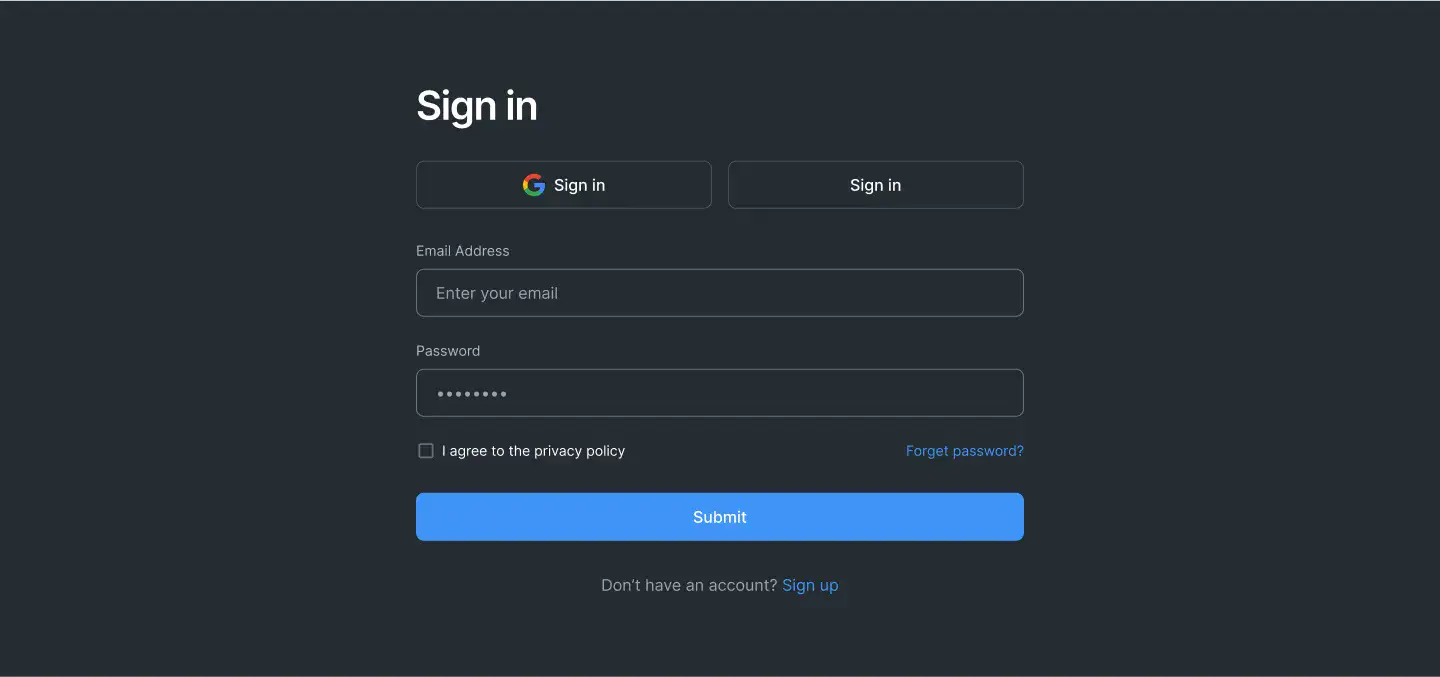 Sign in
Sign in
Sign in
Email Address
Enter your email
Password
••••••••
I agree to the privacy policy
Forget password?
Submit
Don't have an account? Sign up